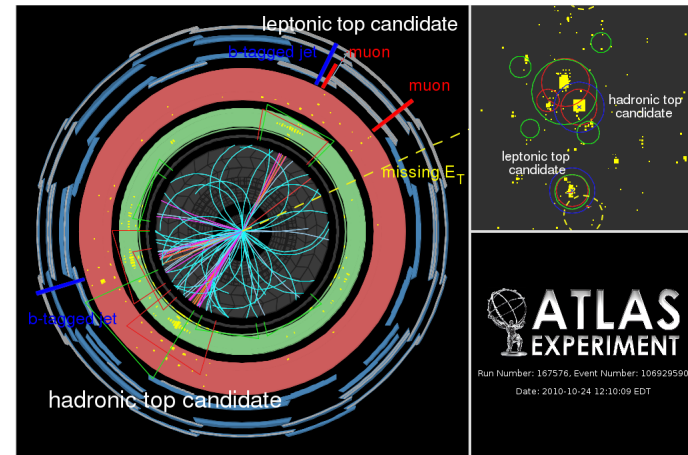 leptonic top candidate
b-tagged jet
muon
muon
missing E_T
b-tagged jet
hadronic top candidate
hadronic top
candidate
leptonic top
candidate
ATLAS
EXPERIMENT
Run Number: 167576, Event Number: 106929590
Date: 2010-10-24 12:10:09 EDT